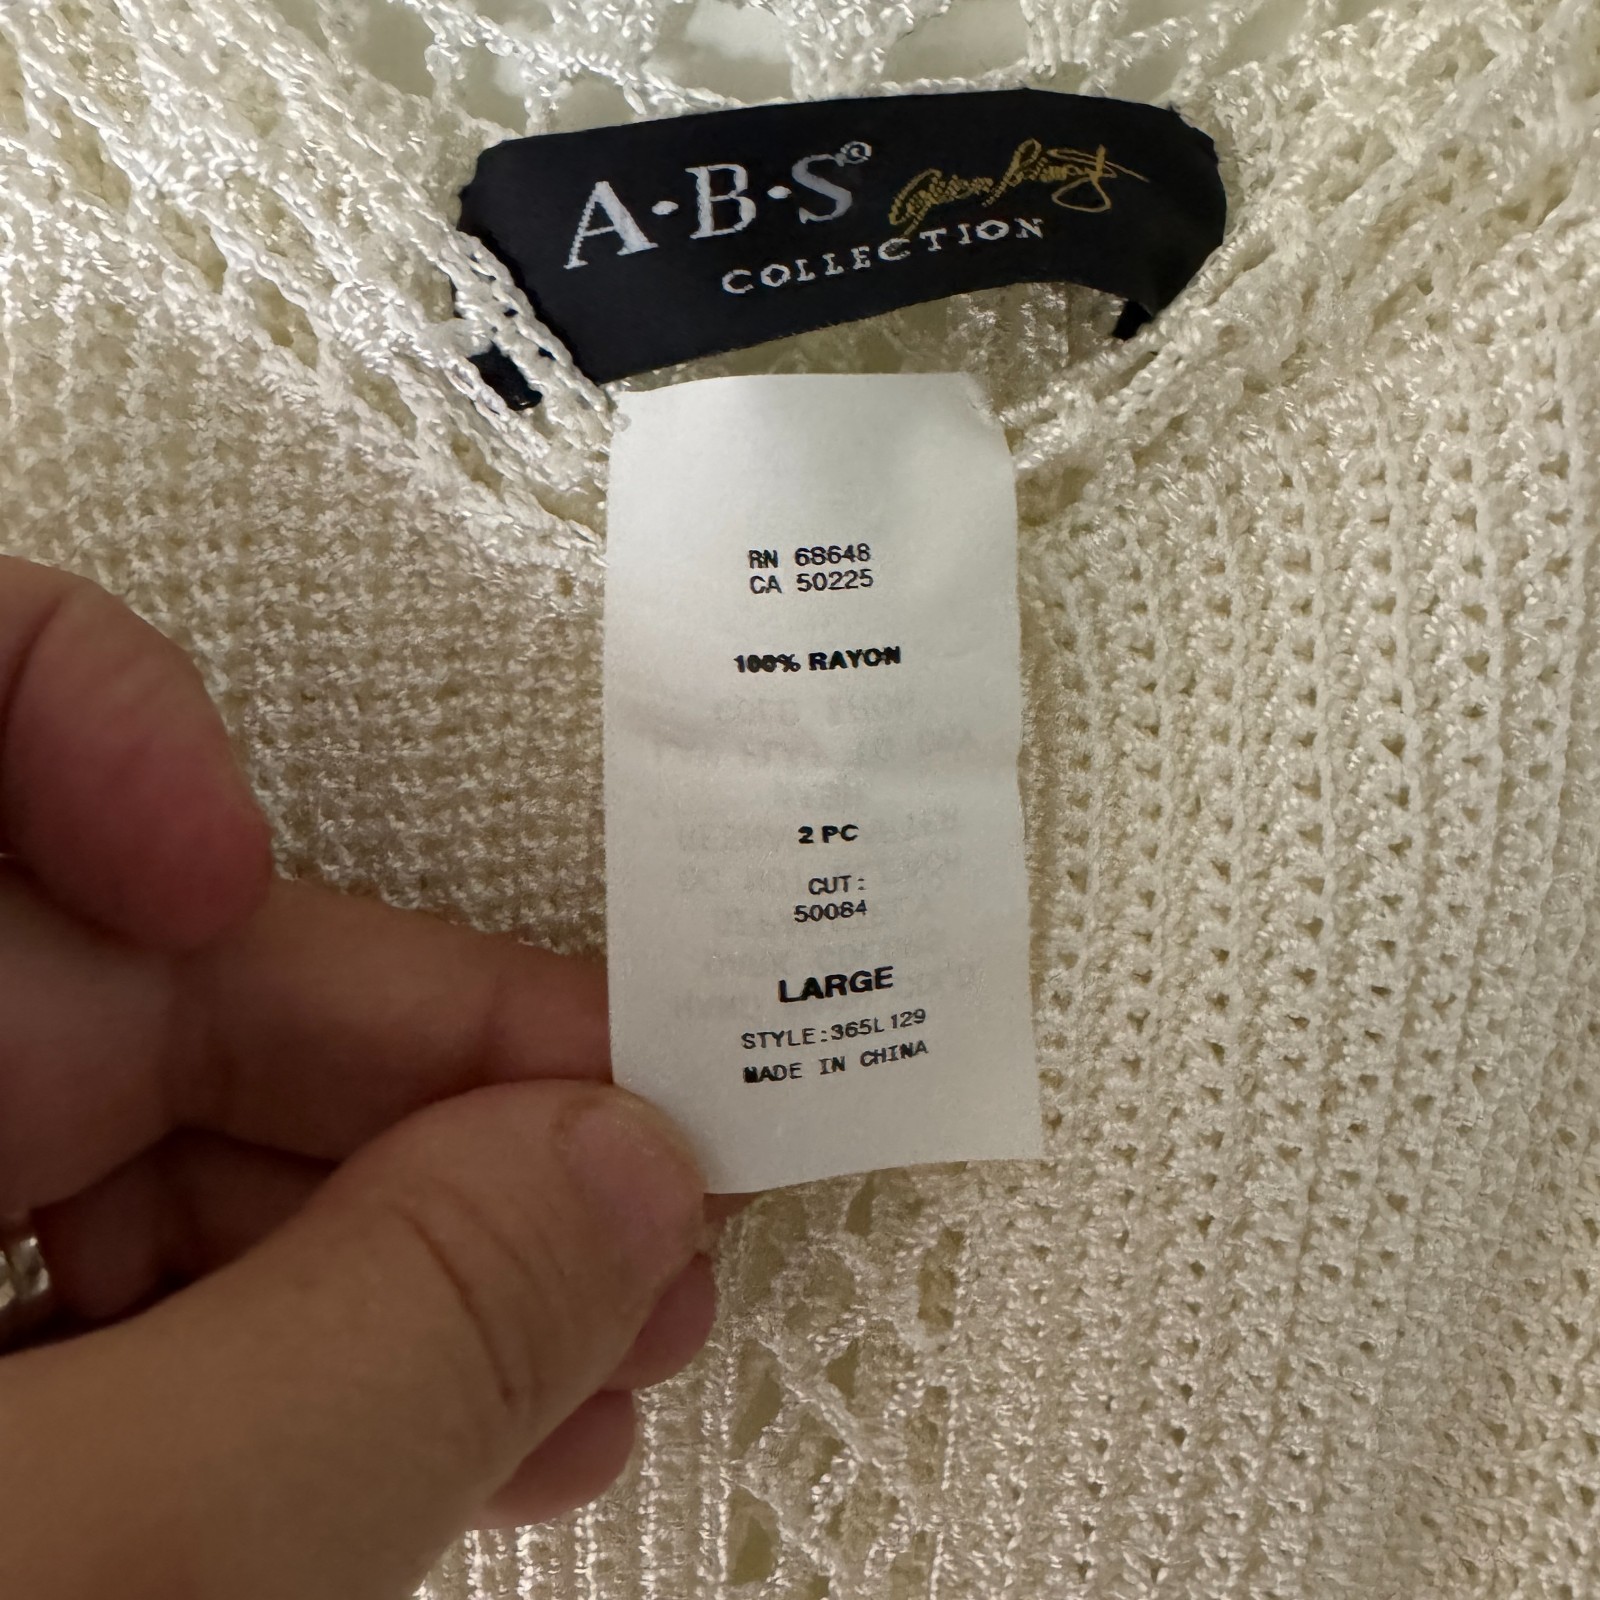 A·B·S®
COLLECTION
RN 68648
CA 50225
100% RAYON
2 PC
CUT:
50084
LARGE
STYLE:365L129
MADE IN CHINA